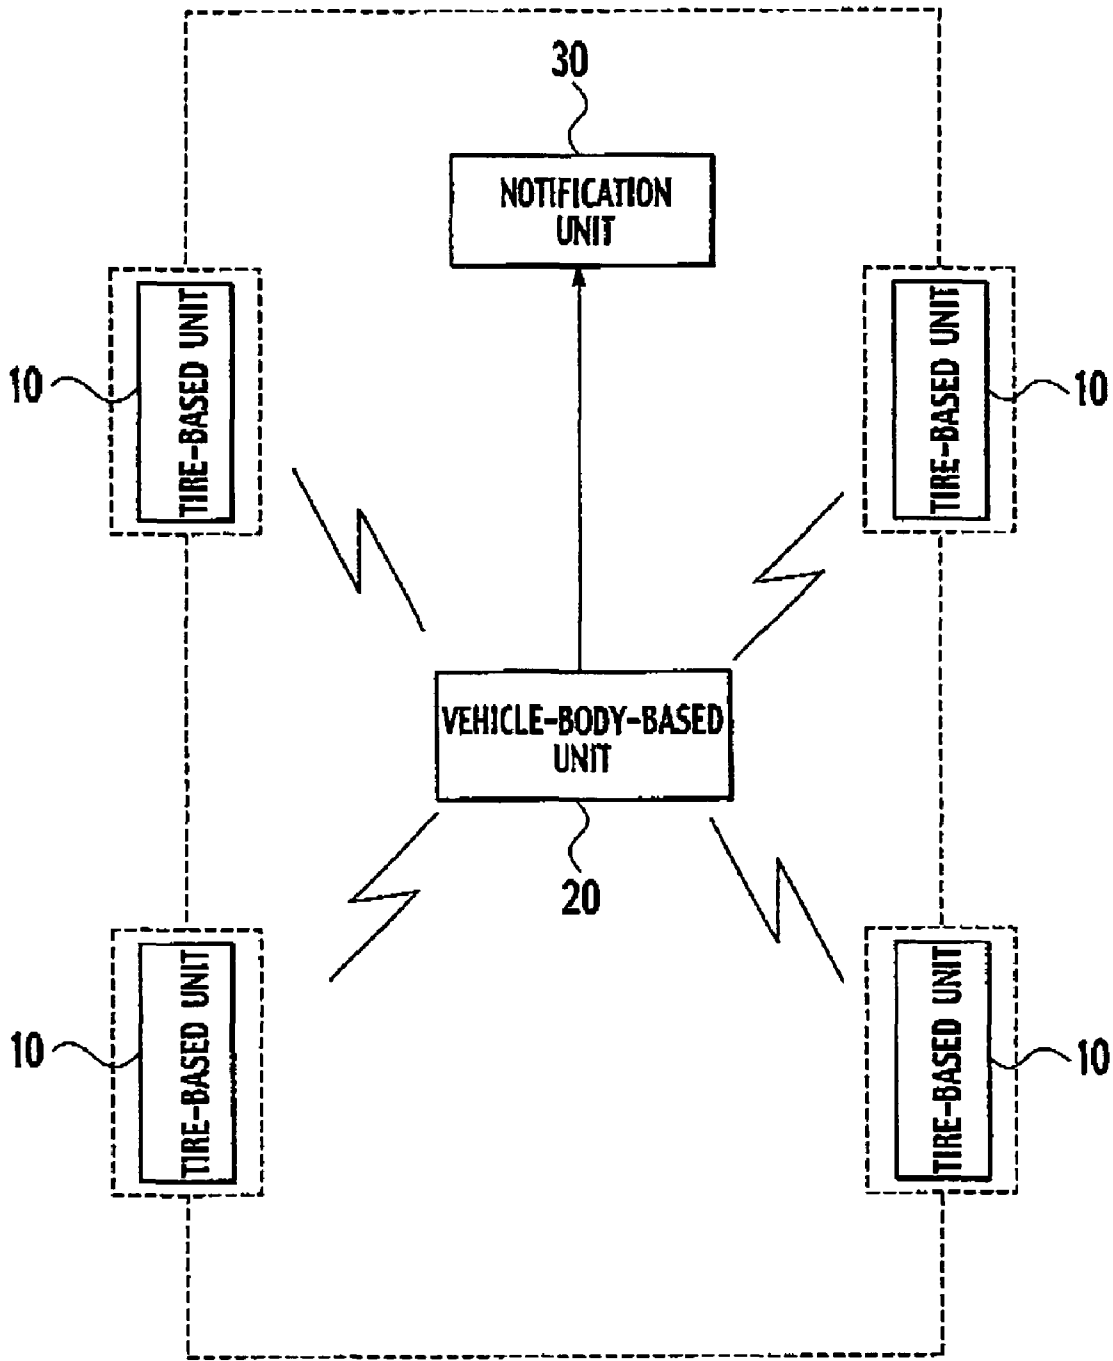 30
NOTIFICATION
UNIT
TIRE-BASED UNIT
10
TIRE-BASED UNIT
10
VEHICLE-BODY-BASED
UNIT
20
TIRE-BASED UNIT
10
TIRE-BASED UNIT
10